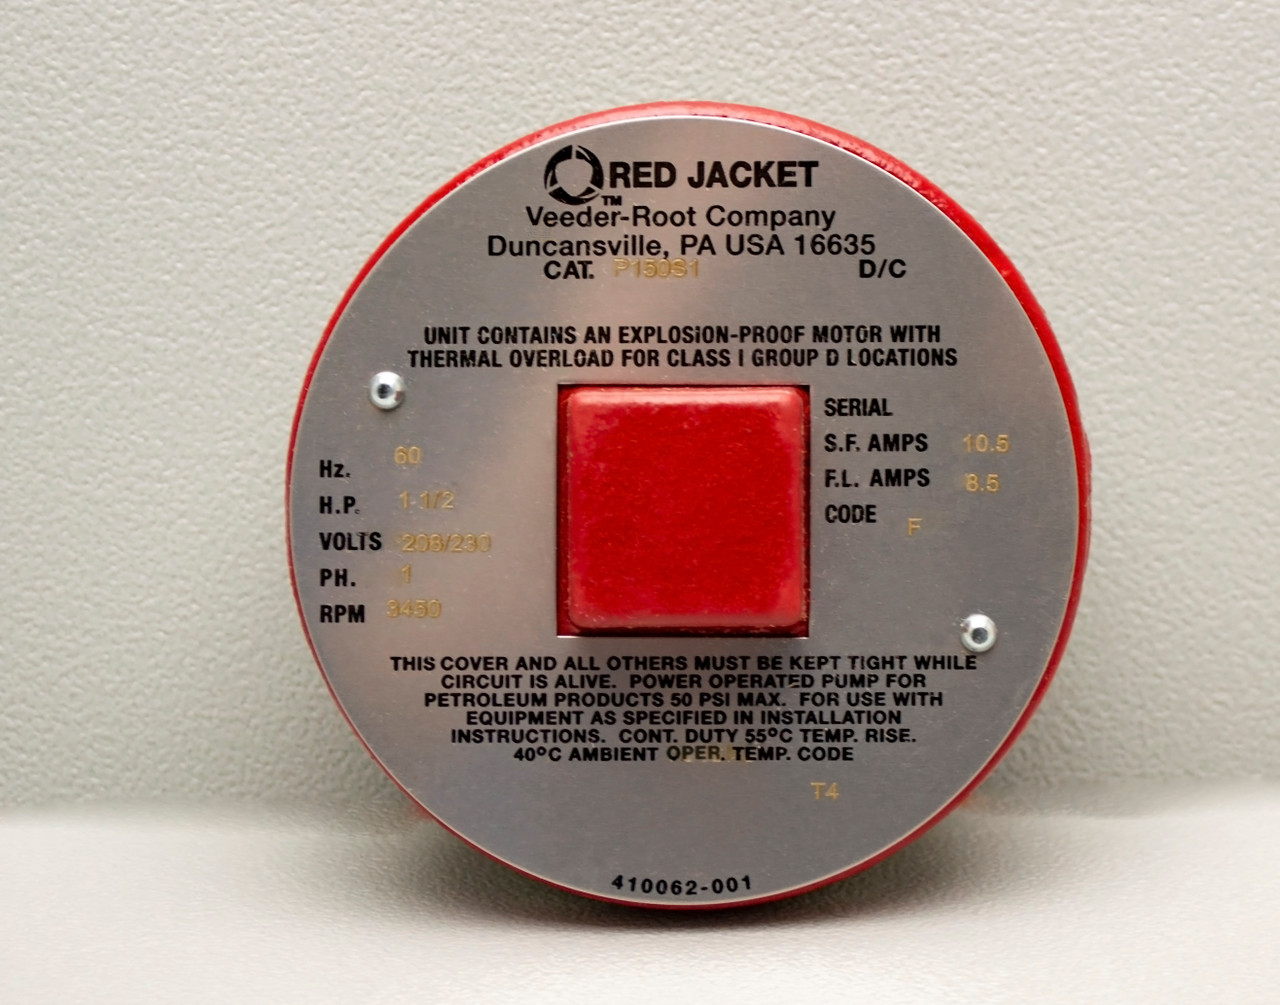 RED JACKET
TM
Veeder-Root Company
Duncansville, PA USA 16635
CAT. P150S1 D/C
UNIT CONTAINS AN EXPLOSION-PROOF MOTOR WITH
THERMAL OVERLOAD FOR CLASS I GROUP D LOCATIONS
SERIAL
S.F. AMPS 10.5
F.L. AMPS 8.5
CODE F
Hz. 60
H.P. 1-1/2
VOLTS 208/230
PH. 1
RPM 3450
THIS COVER AND ALL OTHERS MUST BE KEPT TIGHT WHILE
CIRCUIT IS ALIVE. POWER OPERATED PUMP FOR
PETROLEUM PRODUCTS 50 PSI MAX. FOR USE WITH
EQUIPMENT AS SPECIFIED IN INSTALLATION
INSTRUCTIONS. CONT. DUTY 55°C TEMP. RISE.
40°C AMBIENT OPER. TEMP. CODE
T4
410062-001